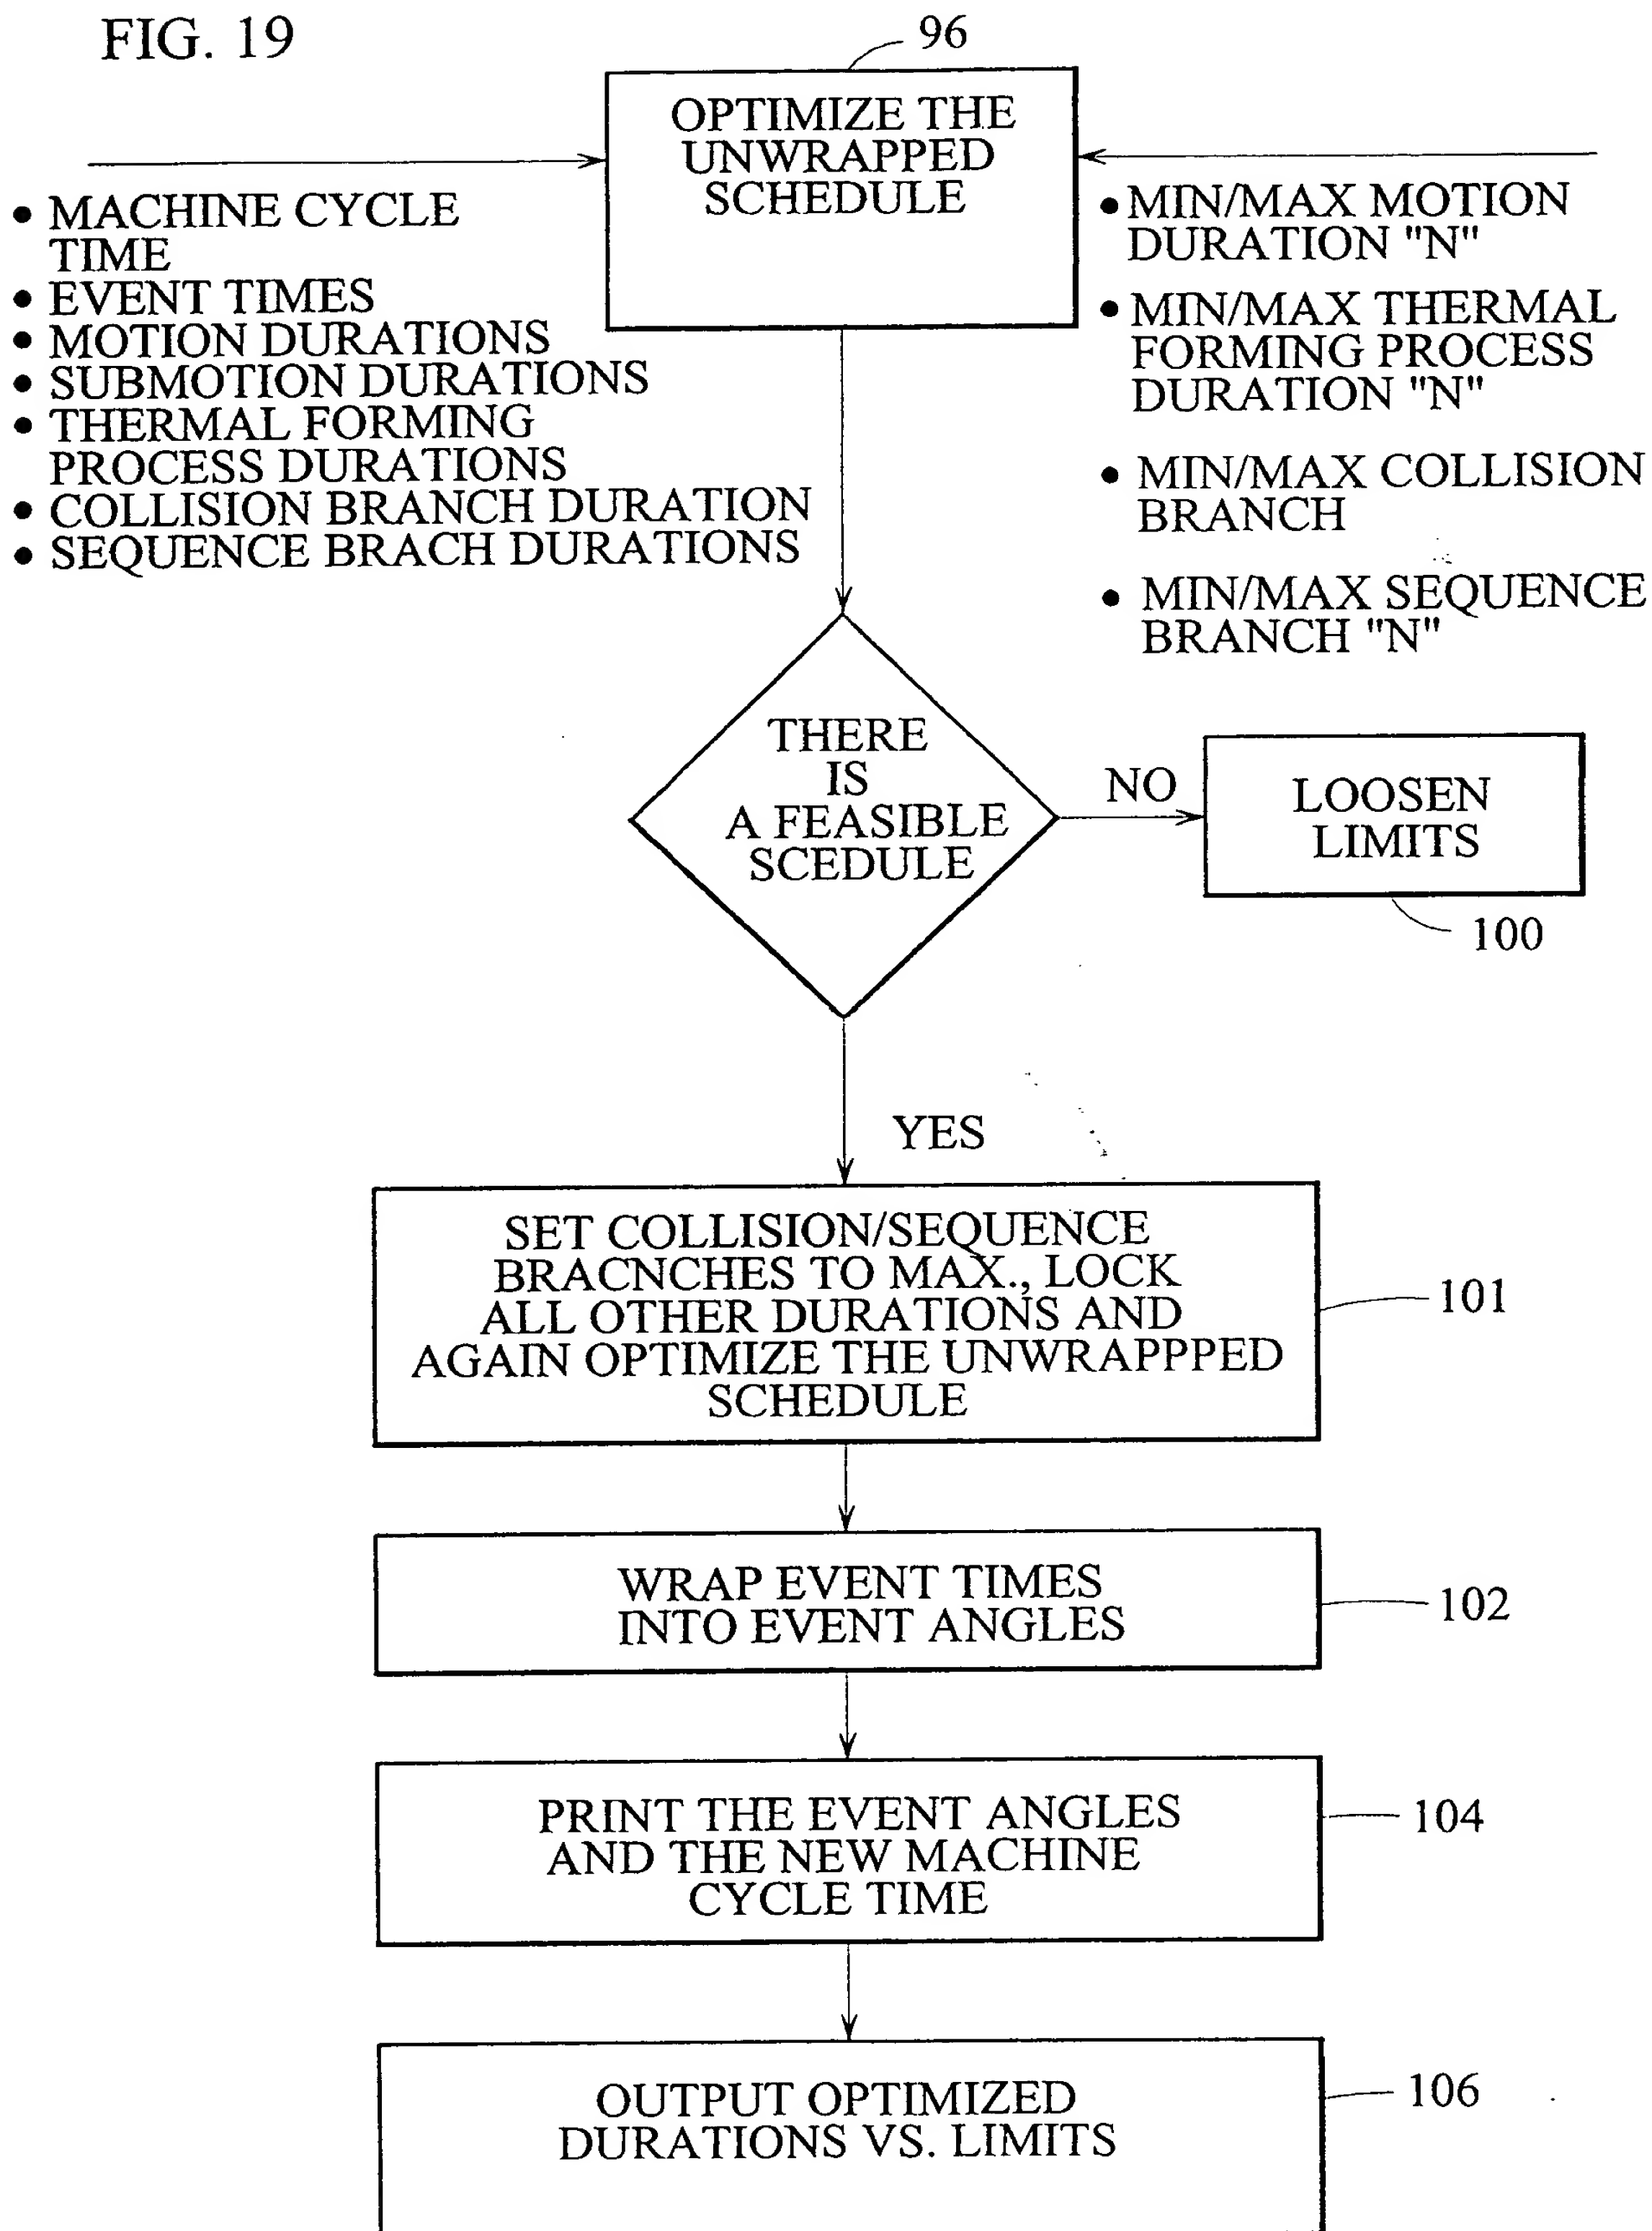 FIG. 19
96
OPTIMIZE THE
UNWRAPPED
SCHEDULE
• MACHINE CYCLE
TIME
• EVENT TIMES
• MOTION DURATIONS
• SUBMOTION DURATIONS
• THERMAL FORMING
PROCESS DURATIONS
• COLLISION BRANCH DURATION
• SEQUENCE BRACH DURATIONS
• MIN/MAX MOTION
DURATION "N"
• MIN/MAX THERMAL
FORMING PROCESS
DURATION "N"
• MIN/MAX COLLISION
BRANCH
• MIN/MAX SEQUENCE
BRANCH "N"
THERE
IS
A FEASIBLE
SCEDULE
NO
LOOSEN
LIMITS
100
YES
SET COLLISION/SEQUENCE
BRACNCHES TO MAX., LOCK
ALL OTHER DURATIONS AND
AGAIN OPTIMIZE THE UNWRAPPPED
SCHEDULE
101
WRAP EVENT TIMES
INTO EVENT ANGLES
102
PRINT THE EVENT ANGLES
AND THE NEW MACHINE
CYCLE TIME
104
OUTPUT OPTIMIZED
DURATIONS VS. LIMITS
106